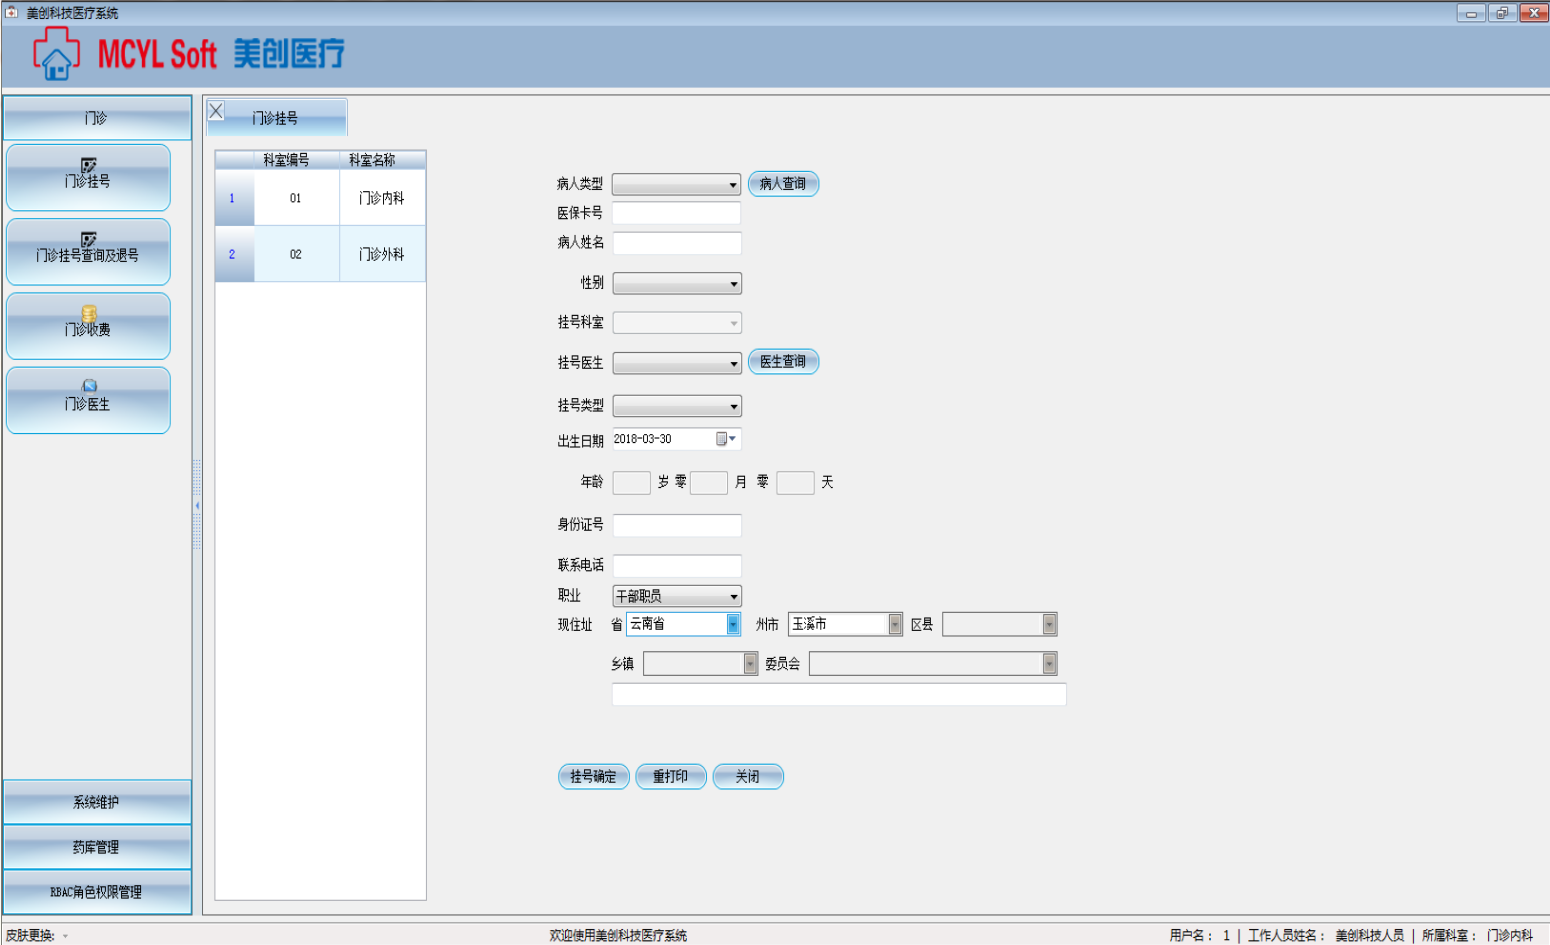 美创科技医疗系统
MCYL Soft 美创医疗
门诊
门诊挂号
门诊挂号查询及退号
门诊收费
门诊医生
系统维护
药库管理
RBAC角色权限管理
门诊挂号
科室编号 科室名称
1 01 门诊内科
2 02 门诊外科
病人类型 病人查询
医保卡号
病人姓名
性别
挂号科室
挂号医生 医生查询
挂号类型
出生日期 2018-03-30
年龄 岁 零 月 零 天
身份证号
联系电话
职业 干部职员
现住址 省 云南省 州市 玉溪市 区县
乡镇 委员会
挂号确定 重打印 关闭
皮肤更换: 欢迎使用美创科技医疗系统 用户名： 1 | 工作人员姓名： 美创科技人员 | 所属科室： 门诊内科